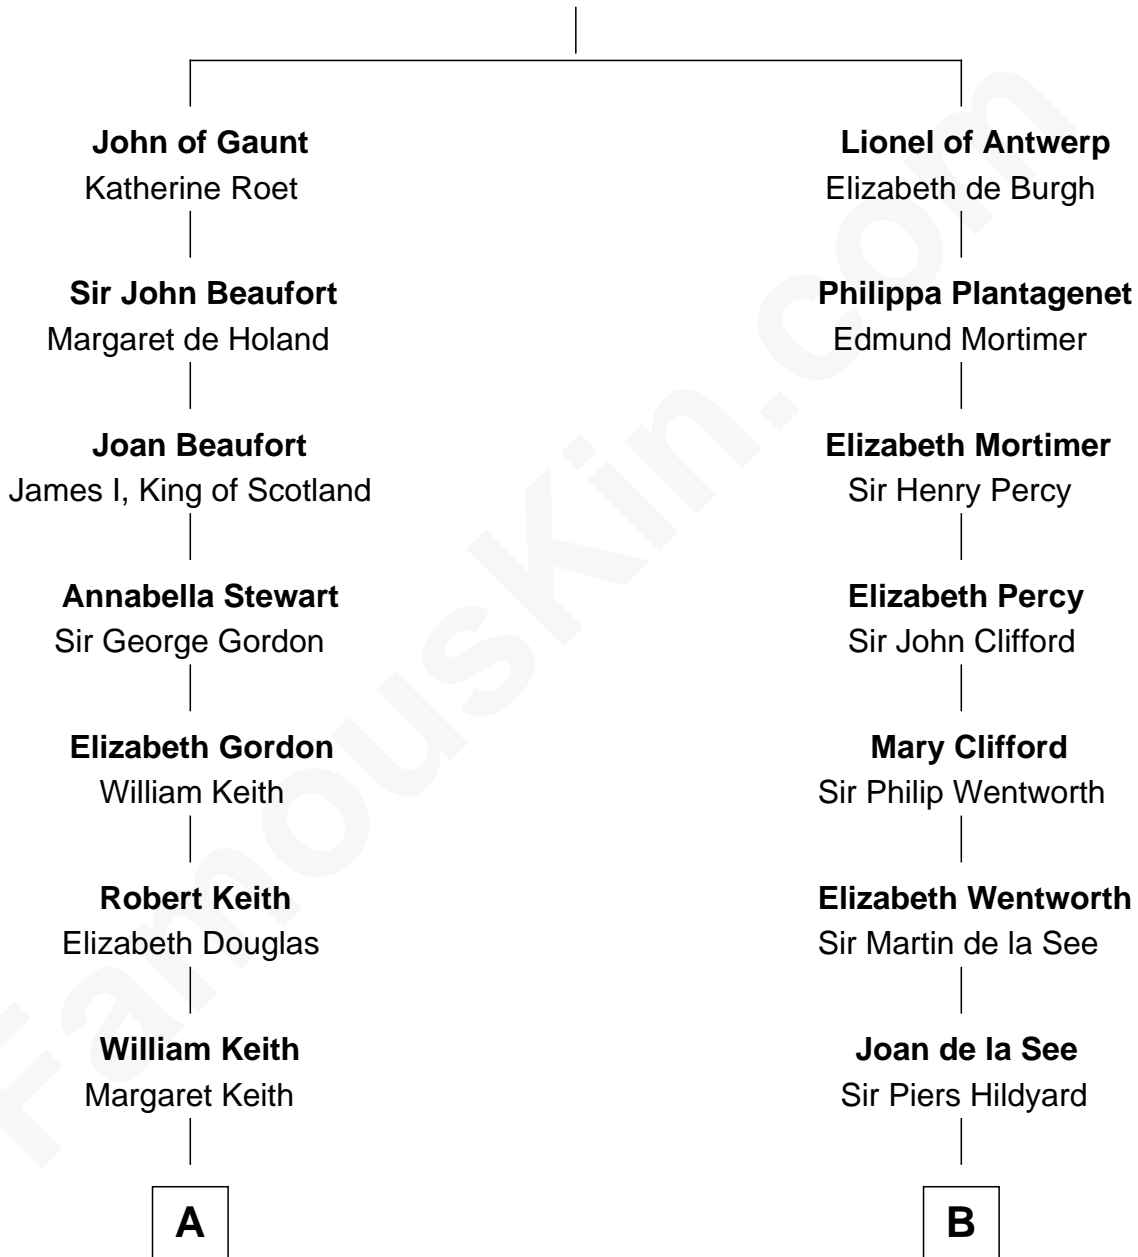 John of Gaunt
Katherine Roet
Sir John Beaufort
Margaret de Holand
Joan Beaufort
James I, King of Scotland
Annabella Stewart
Sir George Gordon
Elizabeth Gordon
William Keith
Robert Keith
Elizabeth Douglas
William Keith
Margaret Keith
A
Lionel of Antwerp
Elizabeth de Burgh
Philippa Plantagenet
Edmund Mortimer
Elizabeth Mortimer
Sir Henry Percy
Elizabeth Percy
Sir John Clifford
Mary Clifford
Sir Philip Wentworth
Elizabeth Wentworth
Sir Martin de la See
Joan de la See
Sir Piers Hildyard
B
FamousKin.com